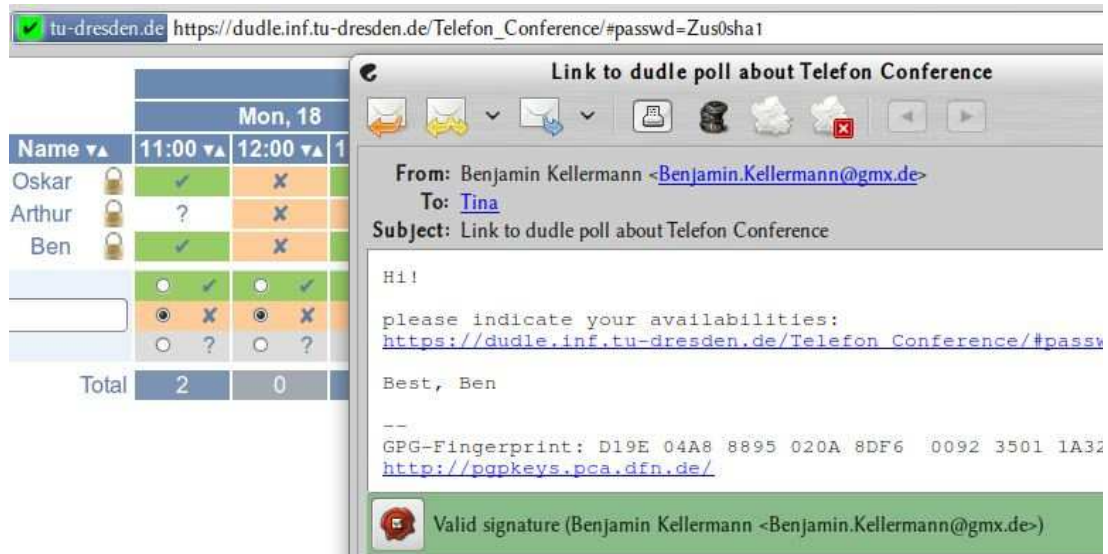 tu-dresden.de https://dudle.inf.tu-dresden.de/Telefon_Conference/#passwd=Zus0sha1
Mon, 18
Name 11:00 12:00 1
Oskar
Arthur ?
Ben
? ?
Total 2 0
Link to dudle poll about Telefon Conference
From: Benjamin Kellermann <Benjamin.Kellermann@gmx.de>
To: Tina
Subject: Link to dudle poll about Telefon Conference
Hi!
please indicate your availabilities:
https://dudle.inf.tu-dresden.de/Telefon_Conference/#passw
Best, Ben
--
GPG-Fingerprint: D19E 04A8 8895 020A 8DF6 0092 3501 1A32
http://pgpkeys.pca.dfn.de/
Valid signature (Benjamin Kellermann <Benjamin.Kellermann@gmx.de>)